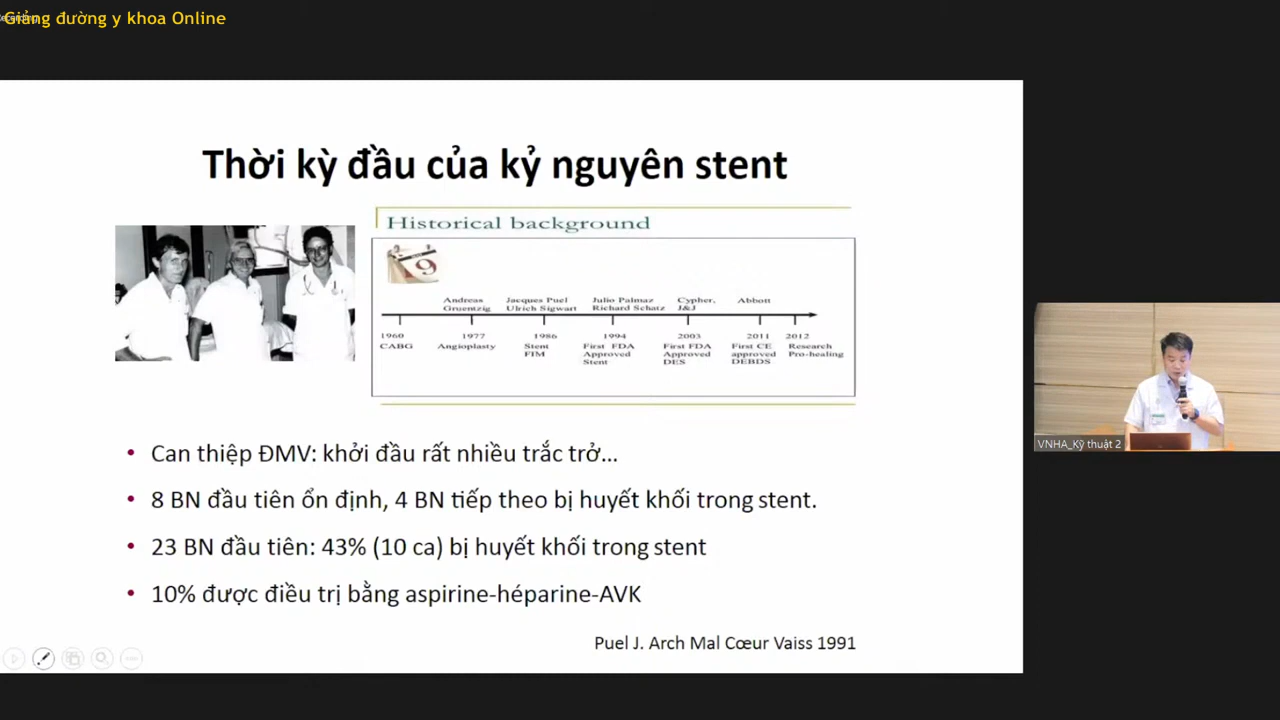 Giảng đường y khoa Online
Thời kỳ đầu của kỷ nguyên stent
Historical background
9
Andreas Gruentzig
Jacques Puel Ulrich Sigwart
Julio Palmaz Richard Schatz
Cypher, J&J
Abbott
1960 CABG
1977 Angioplasty
1986 Stent FIM
1994 First FDA Approved Stent
2003 First FDA Approved DES
2011 First CE approved DEBDS
2012 Research Pro-healing
• Can thiệp ĐMV: khởi đầu rất nhiều trắc trở...
• 8 BN đầu tiên ổn định, 4 BN tiếp theo bị huyết khối trong stent.
• 23 BN đầu tiên: 43% (10 ca) bị huyết khối trong stent
• 10% được điều trị bằng aspirine-héparine-AVK
Puel J. Arch Mal Cœur Vaiss 1991
VNHA_Kỹ thuật 2